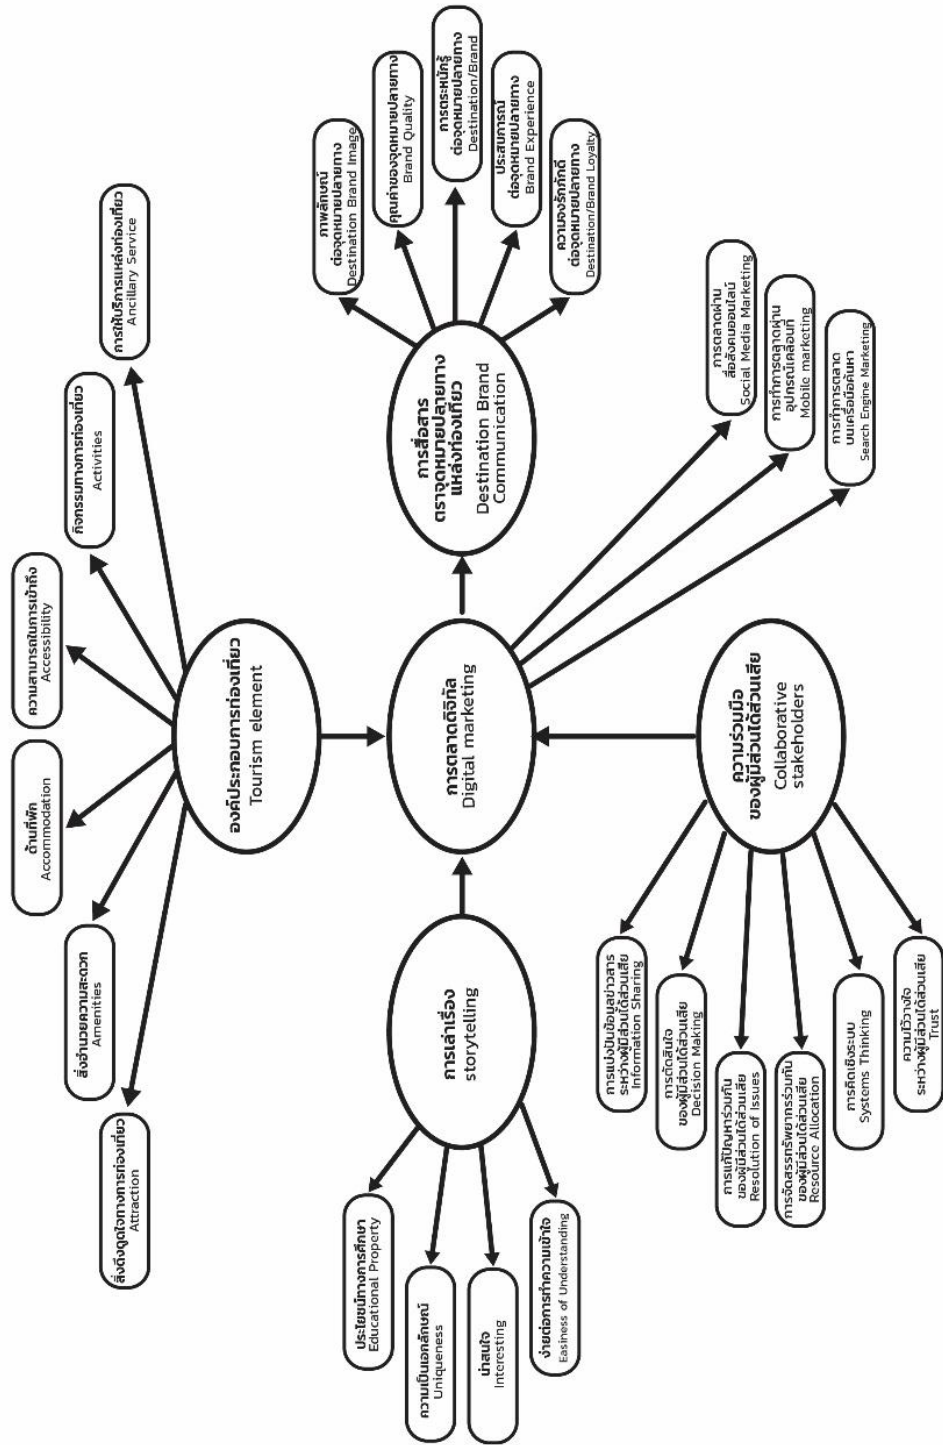 สิ่งดึงดูดใจทางการท่องเที่ยว
Attraction
สิ่งอำนวยความสะดวก
Amenities
ด้านที่พัก
Accommodation
ความสามารถในการเข้าถึง
Accessibility
กิจกรรมทางการท่องเที่ยว
Activities
การให้บริการแหล่งท่องเที่ยว
Ancillary Service
องค์ประกอบการท่องเที่ยว
Tourism element
ประโยชน์ทางการศึกษา
Educational Property
ความเป็นเอกลักษณ์
Uniqueness
น่าสนใจ
Interesting
ง่ายต่อการทำความเข้าใจ
Easiness of Understanding
การเล่าเรื่อง
storytelling
การตลาดดิจิทัล
Digital marketing
การสื่อสาร
ตราจุดหมายปลายทาง
แหล่งท่องเที่ยว
Destination Brand
Communication
ภาพลักษณ์
ต่อจุดหมายปลายทาง
Destination Brand Image
คุณค่าของจุดหมายปลายทาง
Brand Quality
การตระหนักรู้
ต่อจุดหมายปลายทาง
Destination/Brand
ประสบการณ์
ต่อจุดหมายปลายทาง
Brand Experience
ความจงรักภักดี
ต่อจุดหมายปลายทาง
Destination/Brand Loyalty
การตลาดผ่าน
สื่อสังคมออนไลน์
Social Media Marketing
การทำการตลาดผ่าน
อุปกรณ์เคลื่อนที่
Mobile marketing
การทำการตลาด
บนเครื่องมือค้นหา
Search Engine Marketing
ความร่วมมือ
ของผู้มีส่วนได้ส่วนเสีย
Collaborative
stakeholders
การแบ่งปันข้อมูลข่าวสาร
ระหว่างผู้มีส่วนได้ส่วนเสีย
Information Sharing
การตัดสินใจ
ของผู้มีส่วนได้ส่วนเสีย
Decision Making
การแก้ปัญหาร่วมกัน
ของผู้มีส่วนได้ส่วนเสีย
Resolution of Issues
การจัดสรรทรัพยากรร่วมกัน
ของผู้มีส่วนได้ส่วนเสีย
Resource Allocation
การคิดเชิงระบบ
Systems Thinking
ความไว้วางใจ
ระหว่างผู้มีส่วนได้ส่วนเสีย
Trust